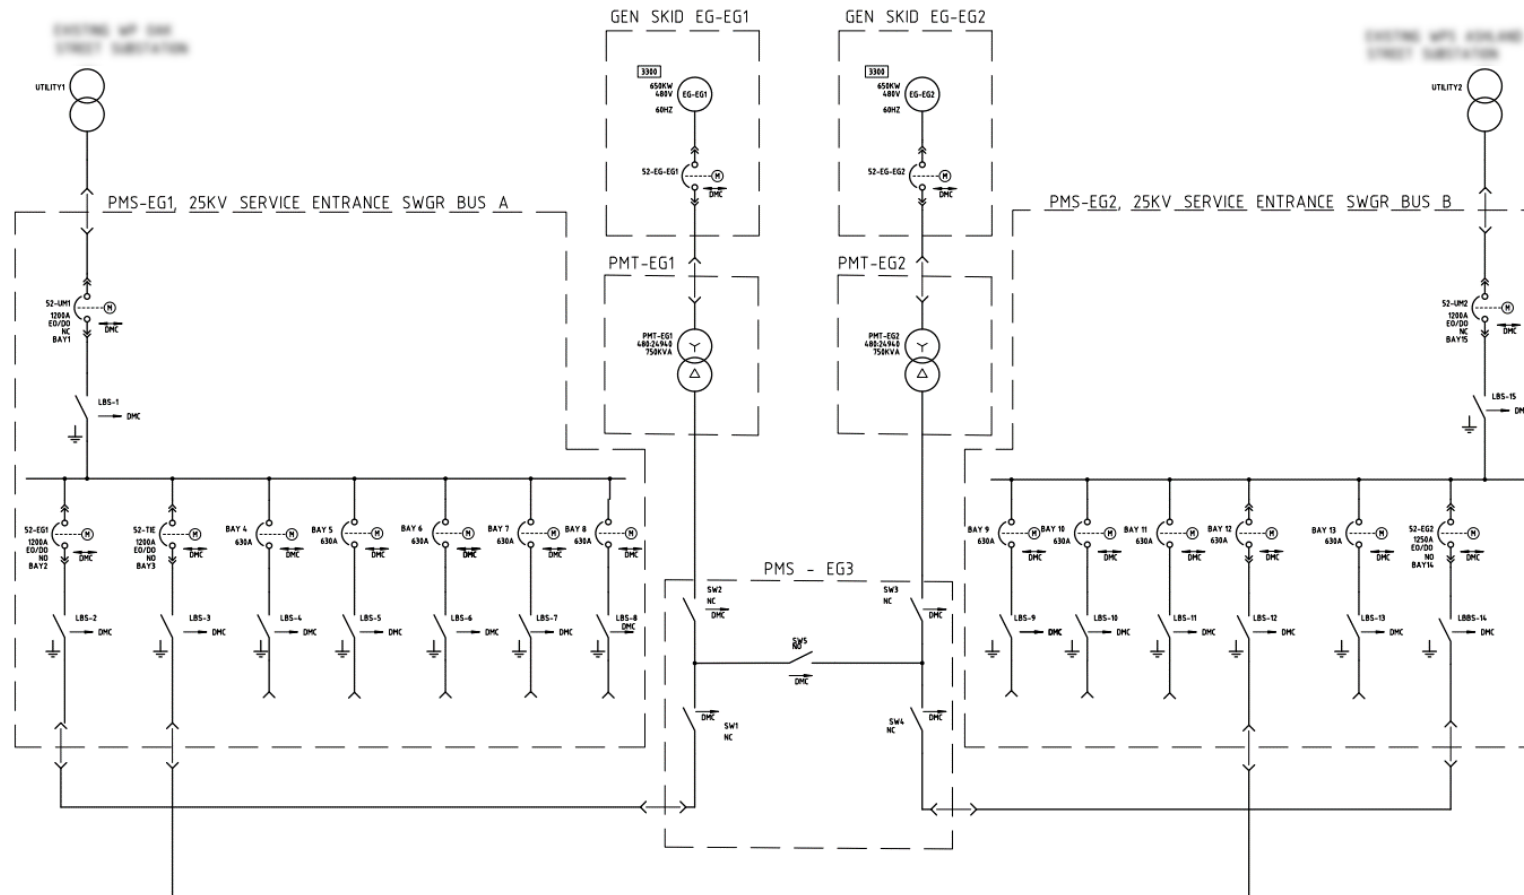 GEN SKID EG-EG1
GEN SKID EG-EG2
UTILITY1
3300
650KW
480V
60HZ
EG-EG1
3300
650KW
480V
60HZ
EG-EG2
UTILITY2
52-EG-EG1
M
DMC
52-EG-EG2
M
DMC
PMS-EG1, 25KV SERVICE ENTRANCE SWGR BUS A
PMS-EG2, 25KV SERVICE ENTRANCE SWGR BUS B
PMT-EG1
PMT-EG2
52-UM1
1200A
EO/DO
NC
BAY1
M
DMC
PMT-EG1
480:24940
750KVA
PMT-EG2
480:24940
750KVA
52-UM2
1200A
EO/DO
NC
BAY15
M
DMC
LBS-1
DMC
LBS-15
DM
52-EG1
1200A
EO/DO
NO
BAY2
M
DMC
52-TIE
1200A
EO/DO
NO
BAY3
M
DMC
BAY 4
630A
M
DMC
BAY 5
630A
M
DMC
BAY 6
630A
M
DMC
BAY 7
630A
M
DMC
BAY 8
630A
M
DMC
BAY 9
630A
M
DMC
BAY 10
630A
M
DMC
BAY 11
630A
M
DMC
BAY 12
630A
M
DMC
BAY 13
630A
M
DMC
52-EG2
1250A
EO/DO
NO
BAY14
M
DMC
PMS - EG3
LBS-2
DMC
LBS-3
DMC
LBS-4
DMC
LBS-5
DMC
LBS-6
DMC
LBS-7
DMC
LBS-8
DMC
SW2
NC
DMC
SW3
NC
DMC
LBS-9
DMC
LBS-10
DMC
LBS-11
DMC
LBS-12
DMC
LBS-13
DMC
LBBS-14
DMC
SW5
NO
DMC
DMC
SW1
NC
DMC
SW4
NC